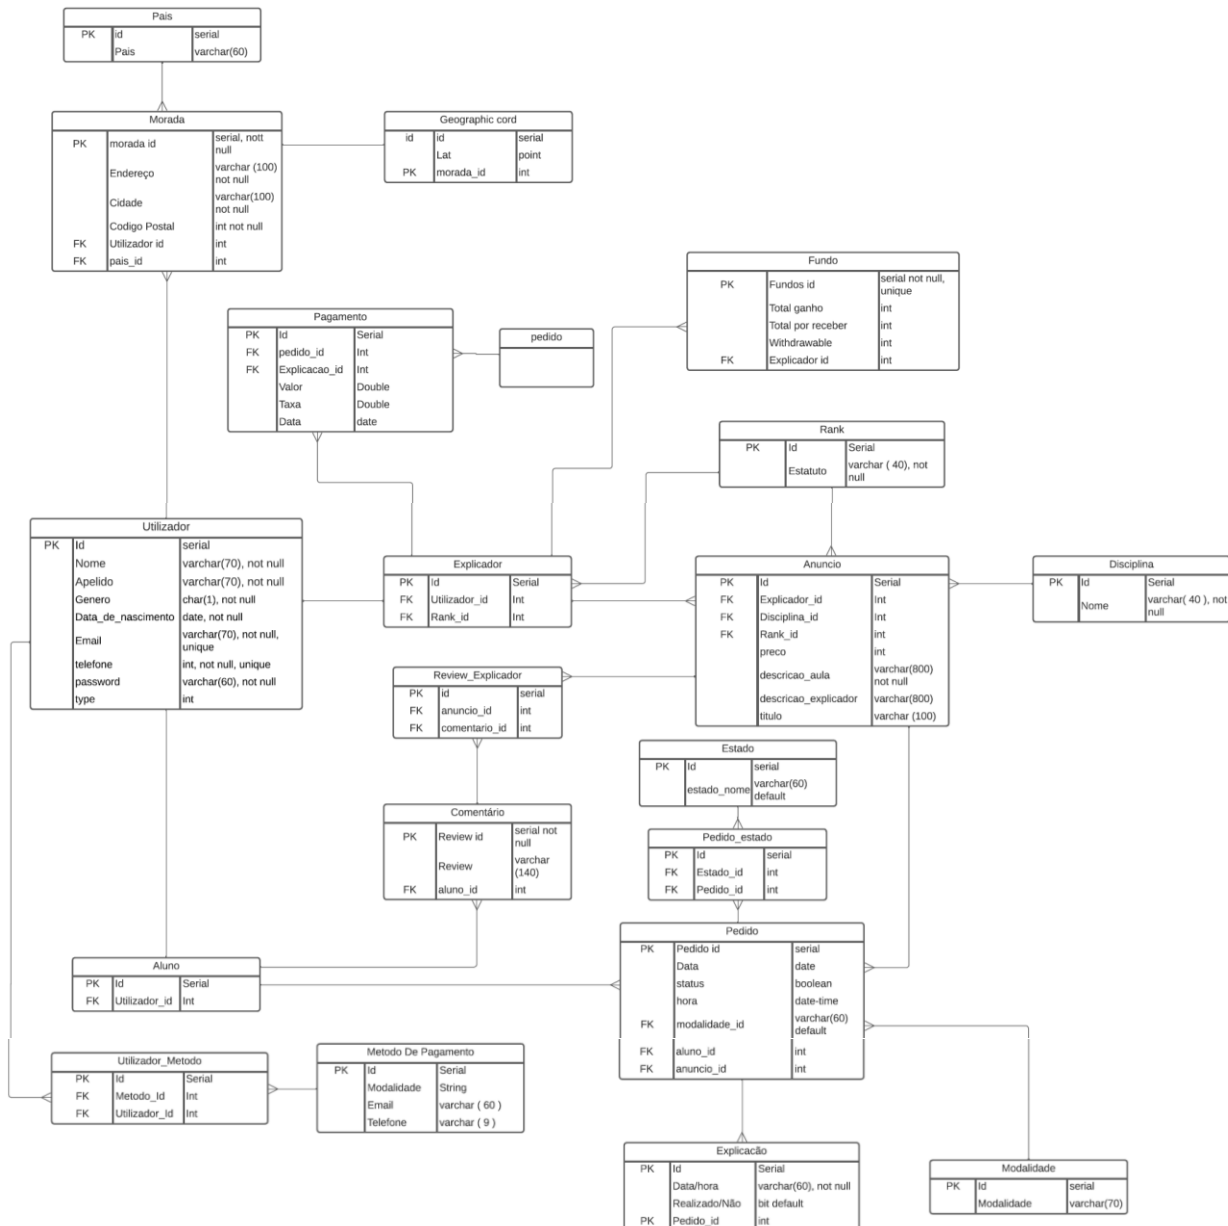 Pais
PK id serial
Pais varchar(60)
Morada
PK morada id serial, nott
null
Endereço varchar (100)
not null
Cidade varchar(100)
not null
Codigo Postal int not null
FK Utilizador id int
FK pais_id int
Geographic cord
id id serial
Lat point
PK morada_id int
Fundo
PK Fundos id serial not null,
unique
Total ganho int
Total por receber int
Withdrawable int
FK Explicador id int
Pagamento
PK Id Serial
FK pedido_id Int
FK Explicacao_id Int
Valor Double
Taxa Double
Data date
pedido
Rank
PK Id Serial
Estatuto varchar ( 40), not
null
Utilizador
PK Id serial
Nome varchar(70), not null
Apelido varchar(70), not null
Genero char(1), not null
Data_de_nascimento date, not null
Email varchar(70), not null,
unique
telefone int, not null, unique
password varchar(60), not null
type int
Explicador
PK Id Serial
FK Utilizador_id Int
FK Rank_id Int
Anuncio
PK Id Serial
FK Explicador_id Int
FK Disciplina_id Int
FK Rank_id int
preco int
descricao_aula varchar(800)
not null
descricao_explicador varchar(800)
titulo varchar (100)
Disciplina
PK Id Serial
Nome varchar( 40 ), not
null
Review_Explicador
PK id serial
FK anuncio_id int
FK comentario_id int
Estado
PK Id serial
estado_nome varchar(60)
default
Comentário
PK Review id serial not
null
Review varchar
(140)
FK aluno_id int
Pedido_estado
PK Id serial
FK Estado_id int
FK Pedido_id int
Pedido
PK Pedido id serial
Data date
status boolean
hora date-time
FK modalidade_id varchar(60)
default
FK aluno_id int
FK anuncio_id int
Aluno
PK Id Serial
FK Utilizador_id Int
Utilizador_Metodo
PK Id Serial
FK Metodo_Id Int
FK Utilizador_Id Int
Metodo De Pagamento
PK Id Serial
Modalidade String
Email varchar ( 60 )
Telefone varchar ( 9 )
Explicacão
PK Id Serial
Data/hora varchar(60), not null
Realizado/Não bit default
PK Pedido_id int
Modalidade
PK Id serial
Modalidade varchar(70)